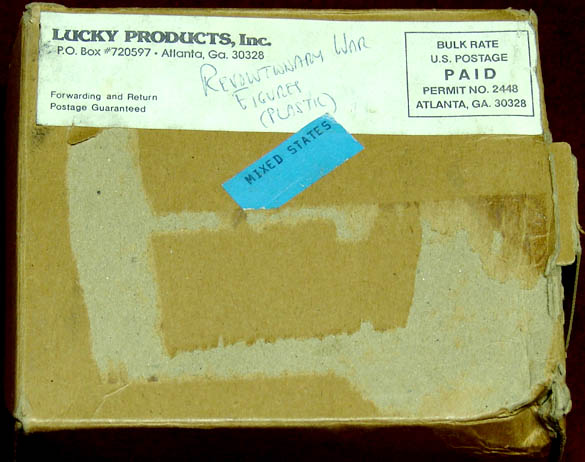 LUCKY PRODUCTS, Inc.
P.O. Box #720597 • Atlanta, Ga. 30328
Forwarding and Return
Postage Guaranteed
REVOLUTIONARY WAR
FIGURES
(PLASTIC)
BULK RATE
U.S. POSTAGE
PAID
PERMIT NO. 2448
ATLANTA, GA. 30328
MIXED STATES